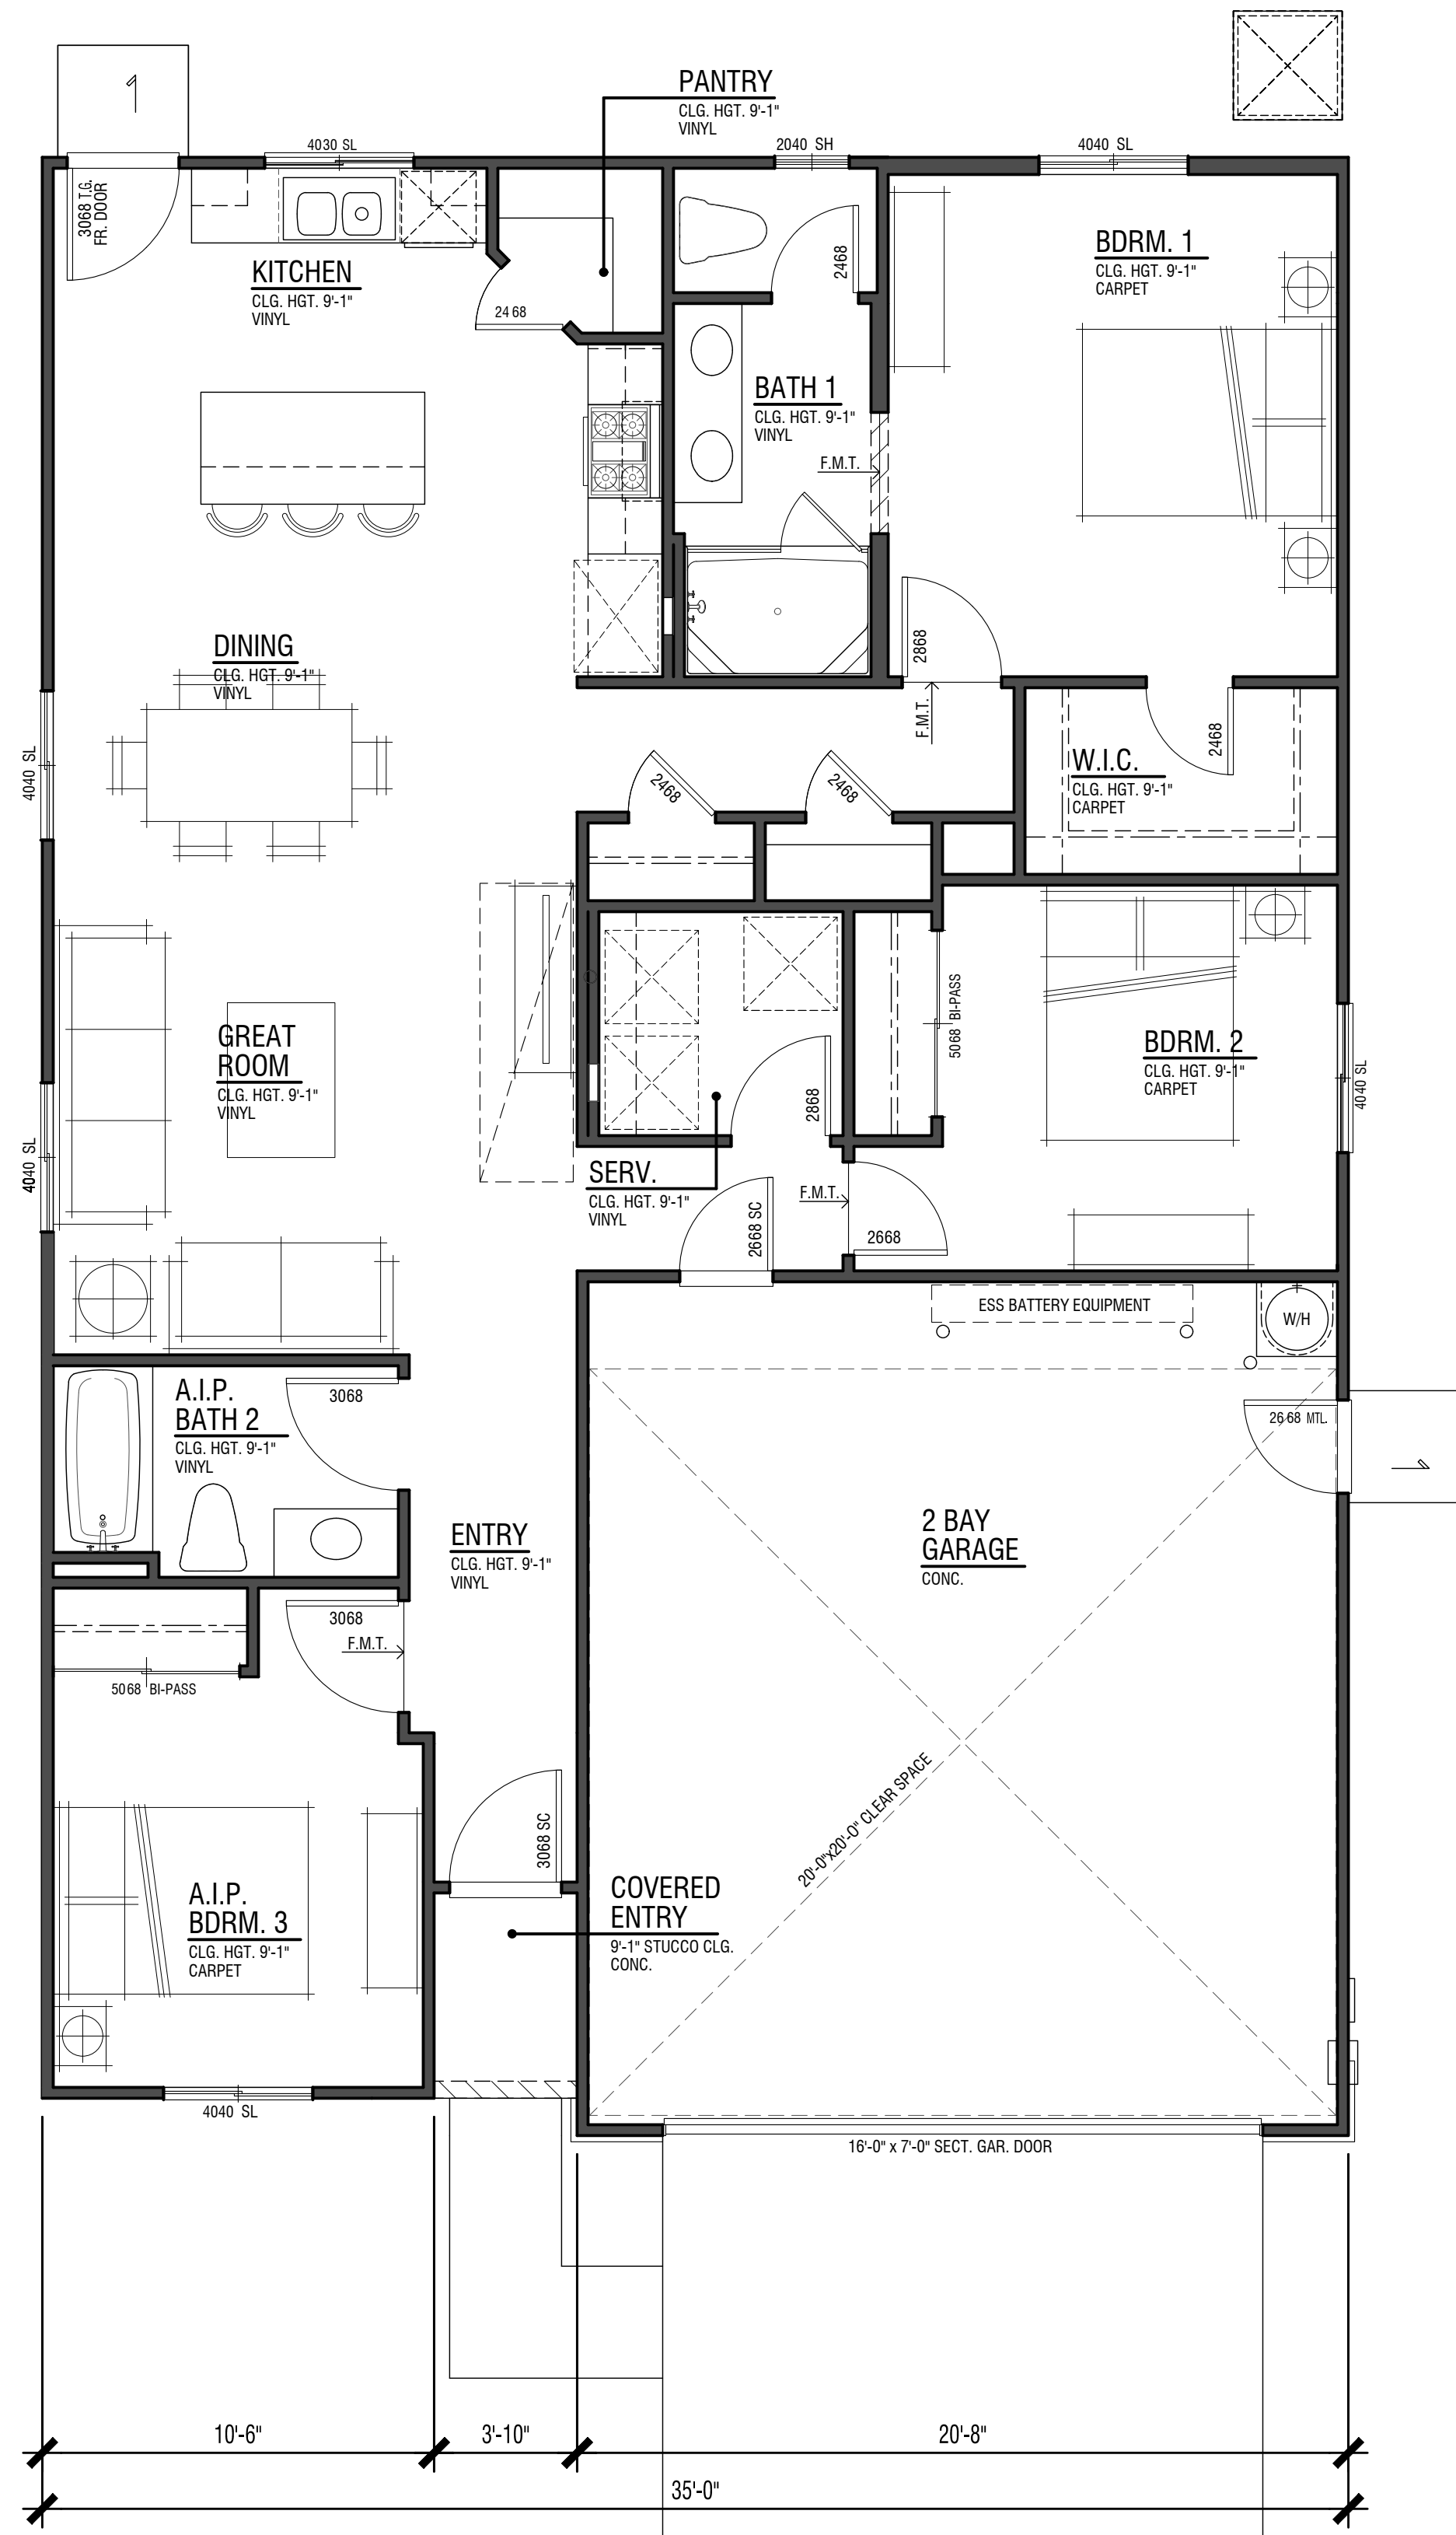 1
PANTRY
CLG. HGT. 9'-1"
VINYL
4030 SL
2040 SH
4040 SL
3068 T.G.
FR. DOOR
KITCHEN
CLG. HGT. 9'-1"
VINYL
2468
2468
BDRM. 1
CLG. HGT. 9'-1"
CARPET
BATH 1
CLG. HGT. 9'-1"
VINYL
F.M.T.
DINING
CLG. HGT. 9'-1"
VINYL
2868
F.M.T.
4040 SL
2468
2468
W.I.C.
CLG. HGT. 9'-1"
CARPET
2468
GREAT
ROOM
CLG. HGT. 9'-1"
VINYL
5068 BI-PASS
BDRM. 2
CLG. HGT. 9'-1"
CARPET
4040 SL
2868
4040 SL
SERV.
CLG. HGT. 9'-1"
VINYL
F.M.T.
2668 SC
2668
ESS BATTERY EQUIPMENT
W/H
A.I.P.
BATH 2
CLG. HGT. 9'-1"
VINYL
3068
2668 MTL.
1
ENTRY
CLG. HGT. 9'-1"
VINYL
2 BAY
GARAGE
CONC.
3068
F.M.T.
5068 BI-PASS
20'-0"x20'-0" CLEAR SPACE
3068 SC
A.I.P.
BDRM. 3
CLG. HGT. 9'-1"
CARPET
COVERED
ENTRY
9'-1" STUCCO CLG.
CONC.
4040 SL
16'-0" x 7'-0" SECT. GAR. DOOR
10'-6"
3'-10"
20'-8"
35'-0"